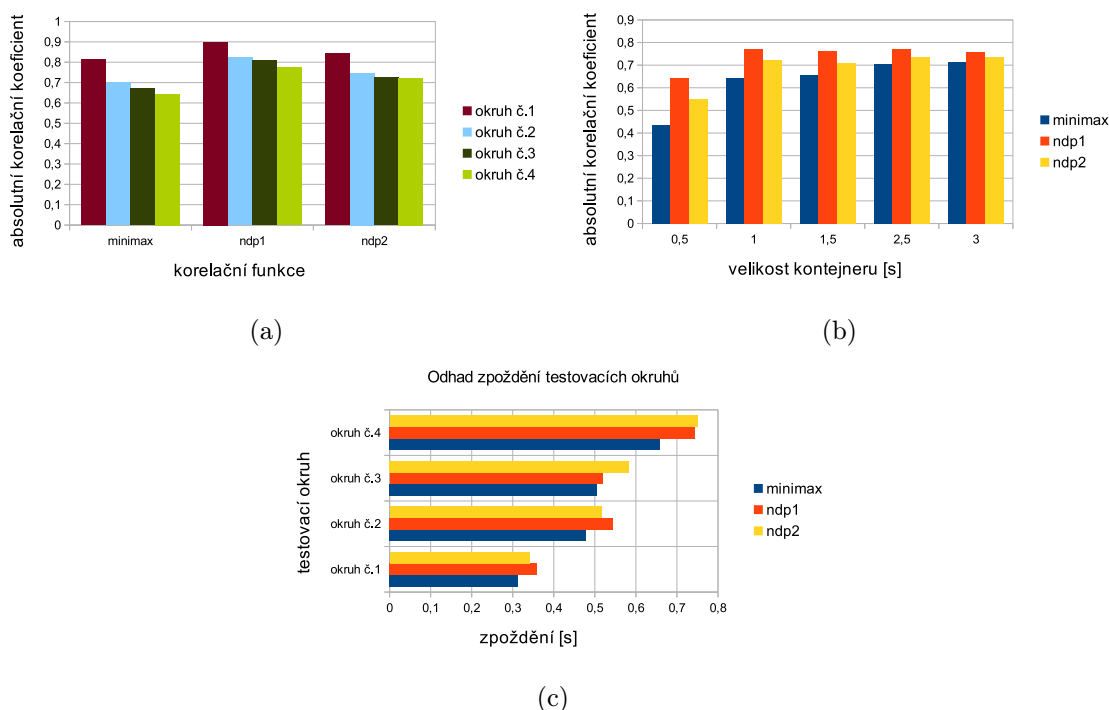 absolutní korelační koeficient
1
0,9
0,8
0,7
0,6
0,5
0,4
0,3
0,2
0,1
0
minimax ndp1 ndp2
korelační funkce
okruh č.1
okruh č.2
okruh č.3
okruh č.4
(a)
absolutní korelační koeficient
0,9
0,8
0,7
0,6
0,5
0,4
0,3
0,2
0,1
0
0,5 1 1,5 2,5 3
velikost kontejneru [s]
minimax
ndp1
ndp2
(b)
Odhad zpoždění testovacích okruhů
testovací okruh
okruh č.4
okruh č.3
okruh č.2
okruh č.1
0 0,1 0,2 0,3 0,4 0,5 0,6 0,7 0,8
zpoždění [s]
minimax
ndp1
ndp2
(c)